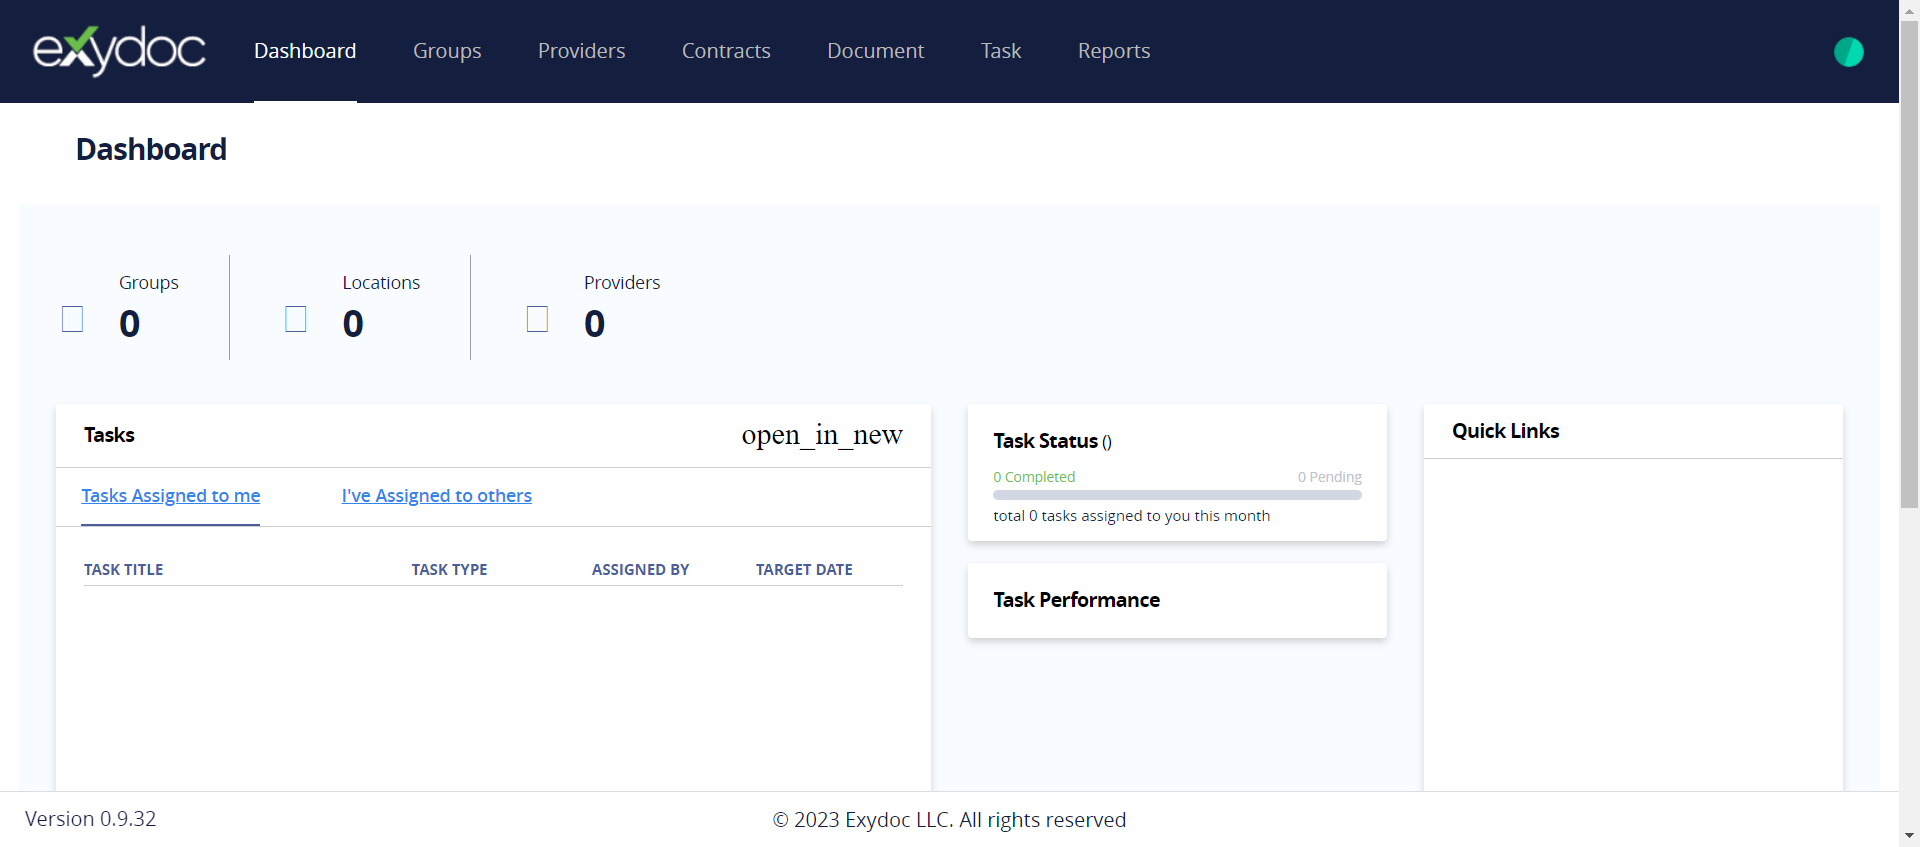 exydoc Dashboard Groups Providers Contracts Document Task Reports
Dashboard
Groups
0
Locations
0
Providers
0
Tasks open_in_new
Tasks Assigned to me I've Assigned to others
TASK TITLE TASK TYPE ASSIGNED BY TARGET DATE
Task Status ()
0 Completed 0 Pending
total 0 tasks assigned to you this month
Task Performance
Quick Links
Version 0.9.32 © 2023 Exydoc LLC. All rights reserved